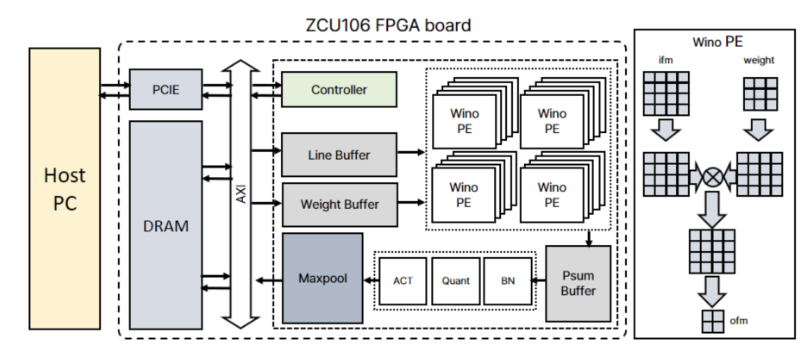 ZCU106 FPGA board
Host
PC
PCIE
DRAM
AXI
Controller
Line Buffer
Weight Buffer
Wino
PE
Wino
PE
Wino
PE
Wino
PE
Maxpool
ACT
Quant
BN
Psum
Buffer
Wino PE
ifm
weight
ofm